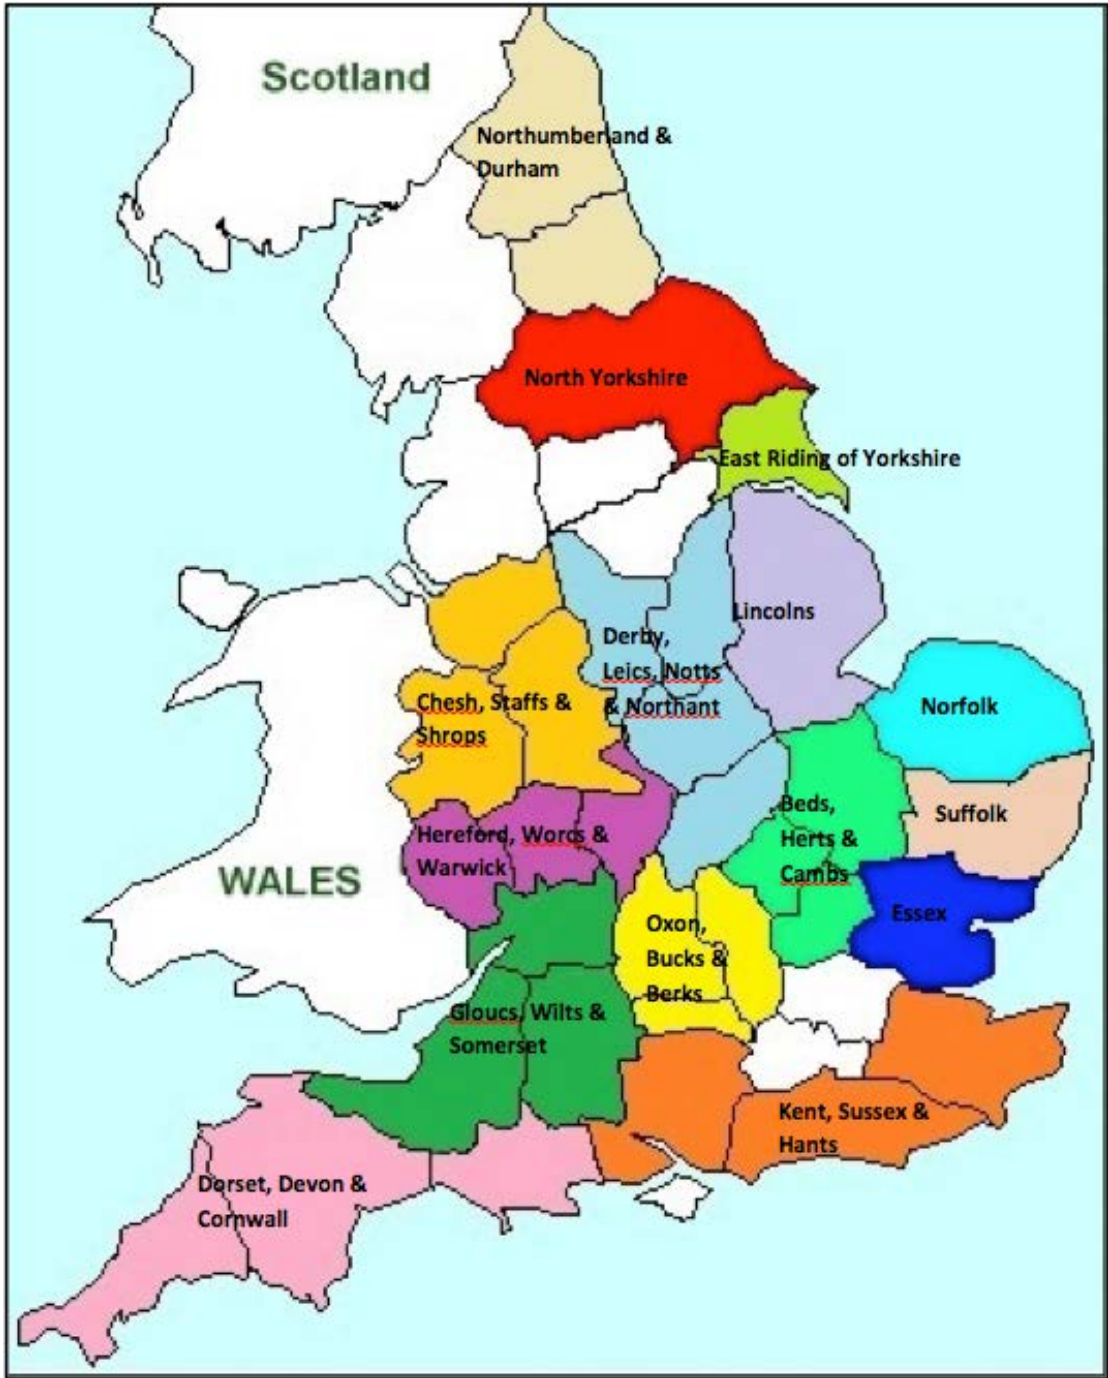 Scotland
Northumberland &
Durham
North Yorkshire
East Riding of Yorkshire
Lincolns
Derby,
Leics, Notts
& Northant
Norfolk
Chesh, Staffs &
Shrops
Beds,
Herts &
Cambs
Suffolk
Hereford, Words &
Warwick
WALES
Essex
Oxon,
Bucks &
Berks
Gloucs, Wilts &
Somerset
Kent, Sussex &
Hants
Dorset, Devon &
Cornwall